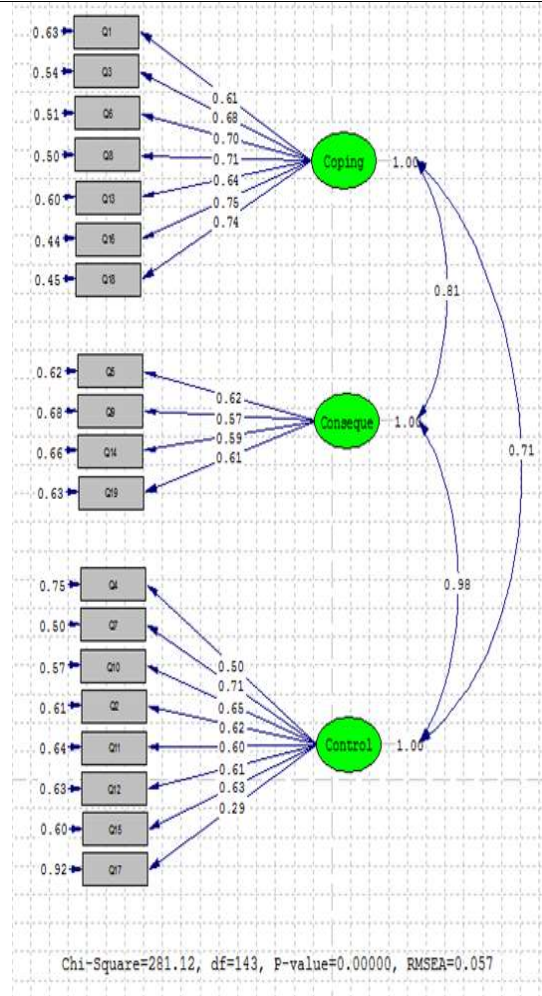 0.63 Q1
0.54 Q3
0.51 Q6
0.50 Q8
0.60 Q13
0.44 Q16
0.45 Q18
0.61
0.68
0.70
0.71
0.64
0.75
0.74
Coping 1.00
0.81
0.62 Q5
0.68 Q9
0.66 Q14
0.63 Q19
0.62
0.57
0.59
0.61
Conseque 1.00
0.71
0.98
0.75 Q4
0.50 Q7
0.57 Q10
0.61 Q2
0.64 Q11
0.63 Q12
0.60 Q15
0.92 Q17
0.50
0.71
0.65
0.62
0.60
0.61
0.63
0.29
Control 1.00
Chi-Square=281.12, df=143, P-value=0.00000, RMSEA=0.057